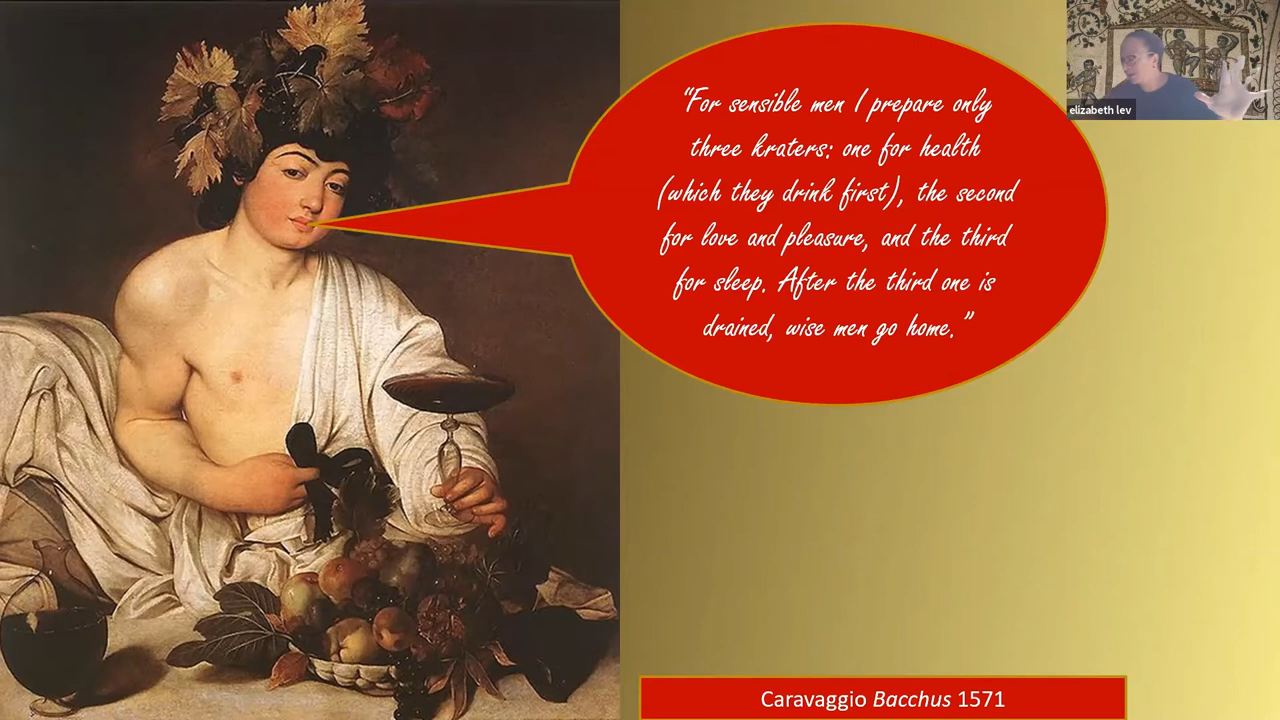 “For sensible men I prepare only
three kraters: one for health
(which they drink first), the second
for love and pleasure, and the third
for sleep. After the third one is
drained, wise men go home.”
elizabeth lev
Caravaggio Bacchus 1571